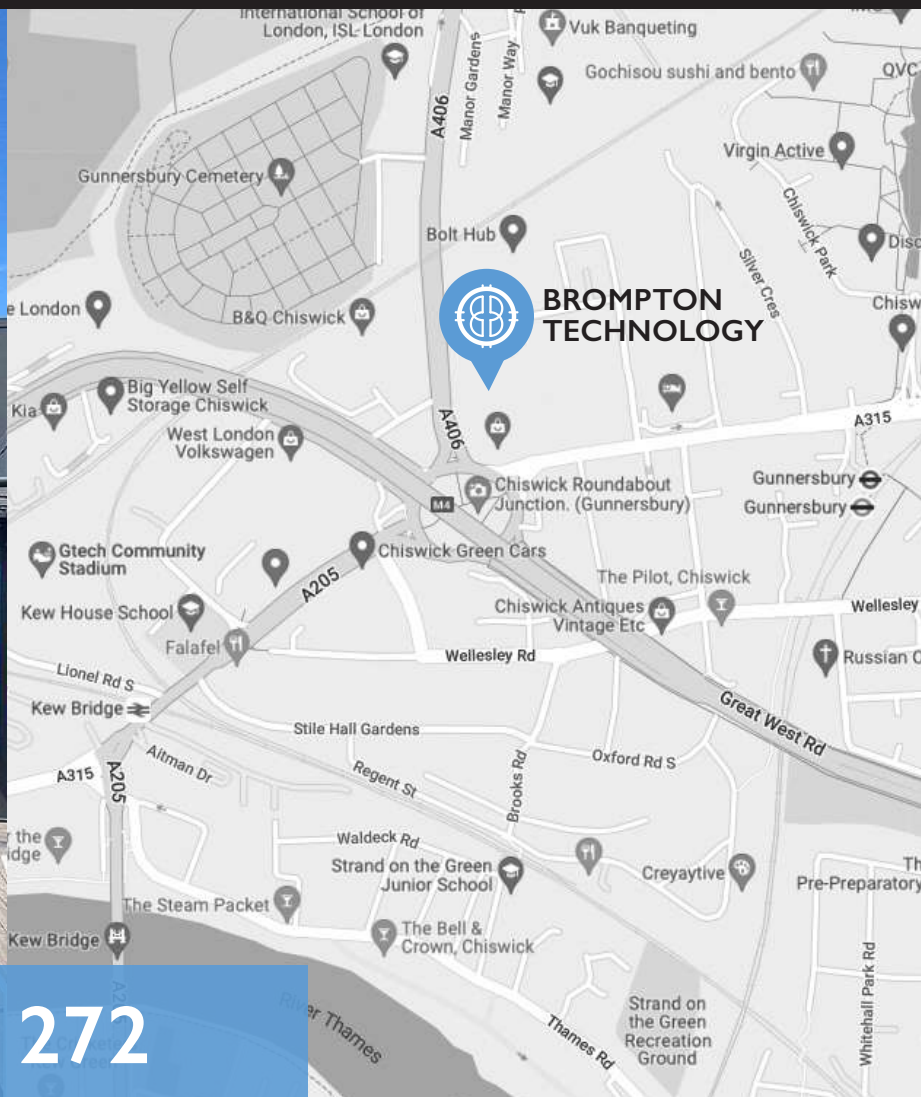 International School of
London, ISL London
Vuk Banqueting
Manor Gardens
Manor Way
A406
Gochisou sushi and bento
QVC
Gunnersbury Cemetery
Virgin Active
Chiswick Park
Bolt Hub
Silver Cres
BROMPTON
TECHNOLOGY
e London
B&Q Chiswick
Kia
Big Yellow Self
Storage Chiswick
West London
Volkswagen
A406
A315
M4
Chiswick Roundabout
Junction. (Gunnersbury)
Gunnersbury
Gunnersbury
Gtech Community
Stadium
Chiswick Green Cars
A205
The Pilot, Chiswick
Kew House School
Chiswick Antiques
Vintage Etc
Wellesley
Falafel
Wellesley Rd
Lionel Rd S
Kew Bridge
Great West Rd
Stile Hall Gardens
Oxford Rd S
Aitman Dr
Regent St
Brooks Rd
A315
A205
Waldeck Rd
Strand on the Green
Junior School
Creyaytive
Pre-Preparatory
The Steam Packet
The Bell &
Crown, Chiswick
Kew Bridge
River Thames
Strand on
the Green
Recreation
Ground
Thames Rd
Whitehall Park Rd
272